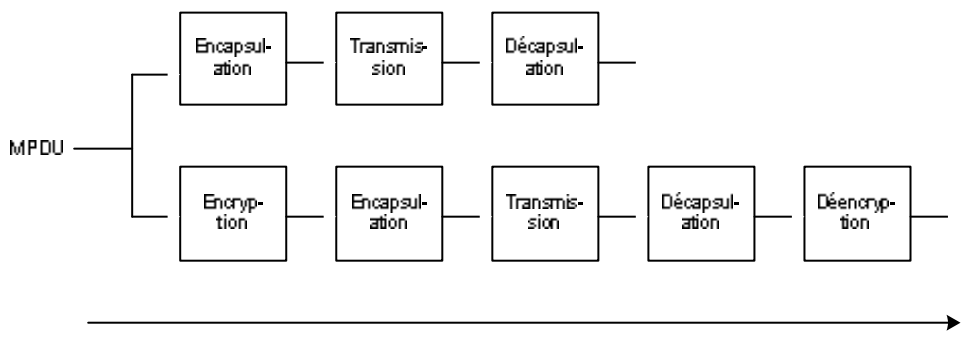 Encapsul-
ation
Transmis-
sion
Décapsul-
ation
MPDU
Encryp-
tion
Encapsul-
ation
Transmis-
sion
Décapsul-
ation
Déencryp-
tion